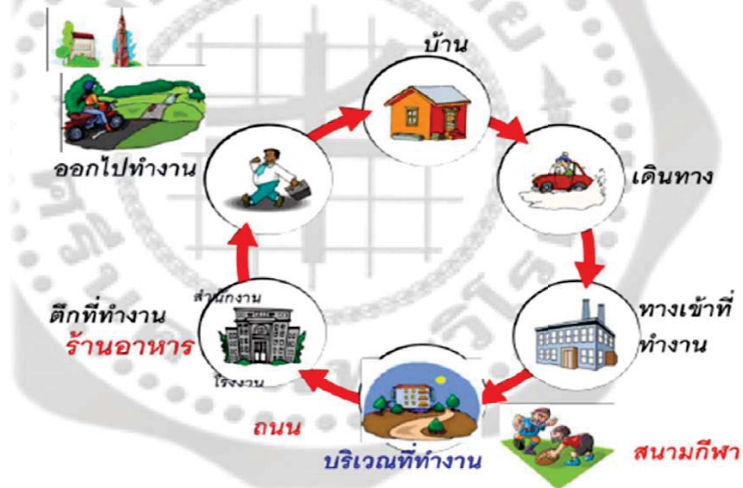 บ้าน
ออกไปทำงาน
เดินทาง
สำนักงาน
ตึกที่ทำงาน
ร้านอาหาร
ทางเข้าที่
ทำงาน
โรงงาน
ถนน
บริเวณที่ทำงาน
สนามกีฬา